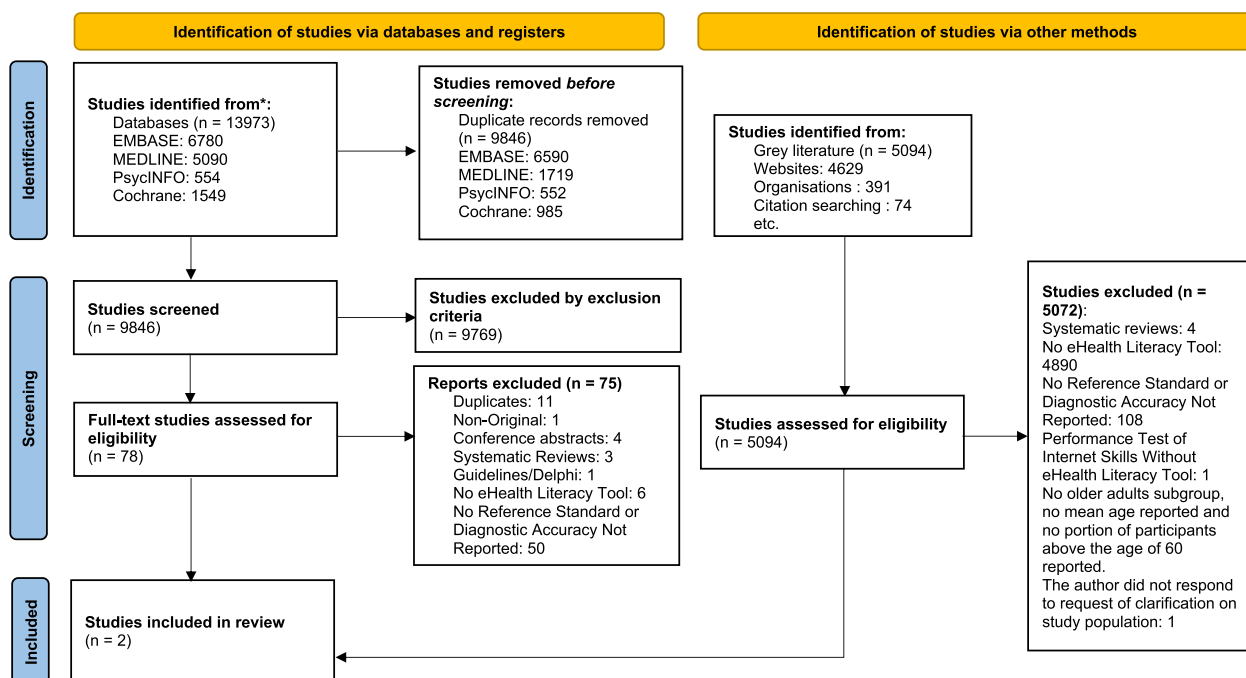 Identification of studies via databases and registers
Identification of studies via other methods
Identification
Studies identified from*:
Databases (n = 13973)
EMBASE: 6780
MEDLINE: 5090
PsycINFO: 554
Cochrane: 1549
Studies removed before
screening:
Duplicate records removed
(n = 9846)
EMBASE: 6590
MEDLINE: 1719
PsycINFO: 552
Cochrane: 985
Studies identified from:
Grey literature (n = 5094)
Websites: 4629
Organisations : 391
Citation searching : 74
etc.
Screening
Studies screened
(n = 9846)
Studies excluded by exclusion
criteria
(n = 9769)
Full-text studies assessed for
eligibility
(n = 78)
Reports excluded (n = 75)
Duplicates: 11
Non-Original: 1
Conference abstracts: 4
Systematic Reviews: 3
Guidelines/Delphi: 1
No eHealth Literacy Tool: 6
No Reference Standard or
Diagnostic Accuracy Not
Reported: 50
Studies assessed for eligibility
(n = 5094)
Studies excluded (n =
5072):
Systematic reviews: 4
No eHealth Literacy Tool:
4890
No Reference Standard or
Diagnostic Accuracy Not
Reported: 108
Performance Test of
Internet Skills Without
eHealth Literacy Tool: 1
No older adults subgroup,
no mean age reported and
no portion of participants
above the age of 60
reported.
The author did not respond
to request of clarification on
study population: 1
Included
Studies included in review
(n = 2)